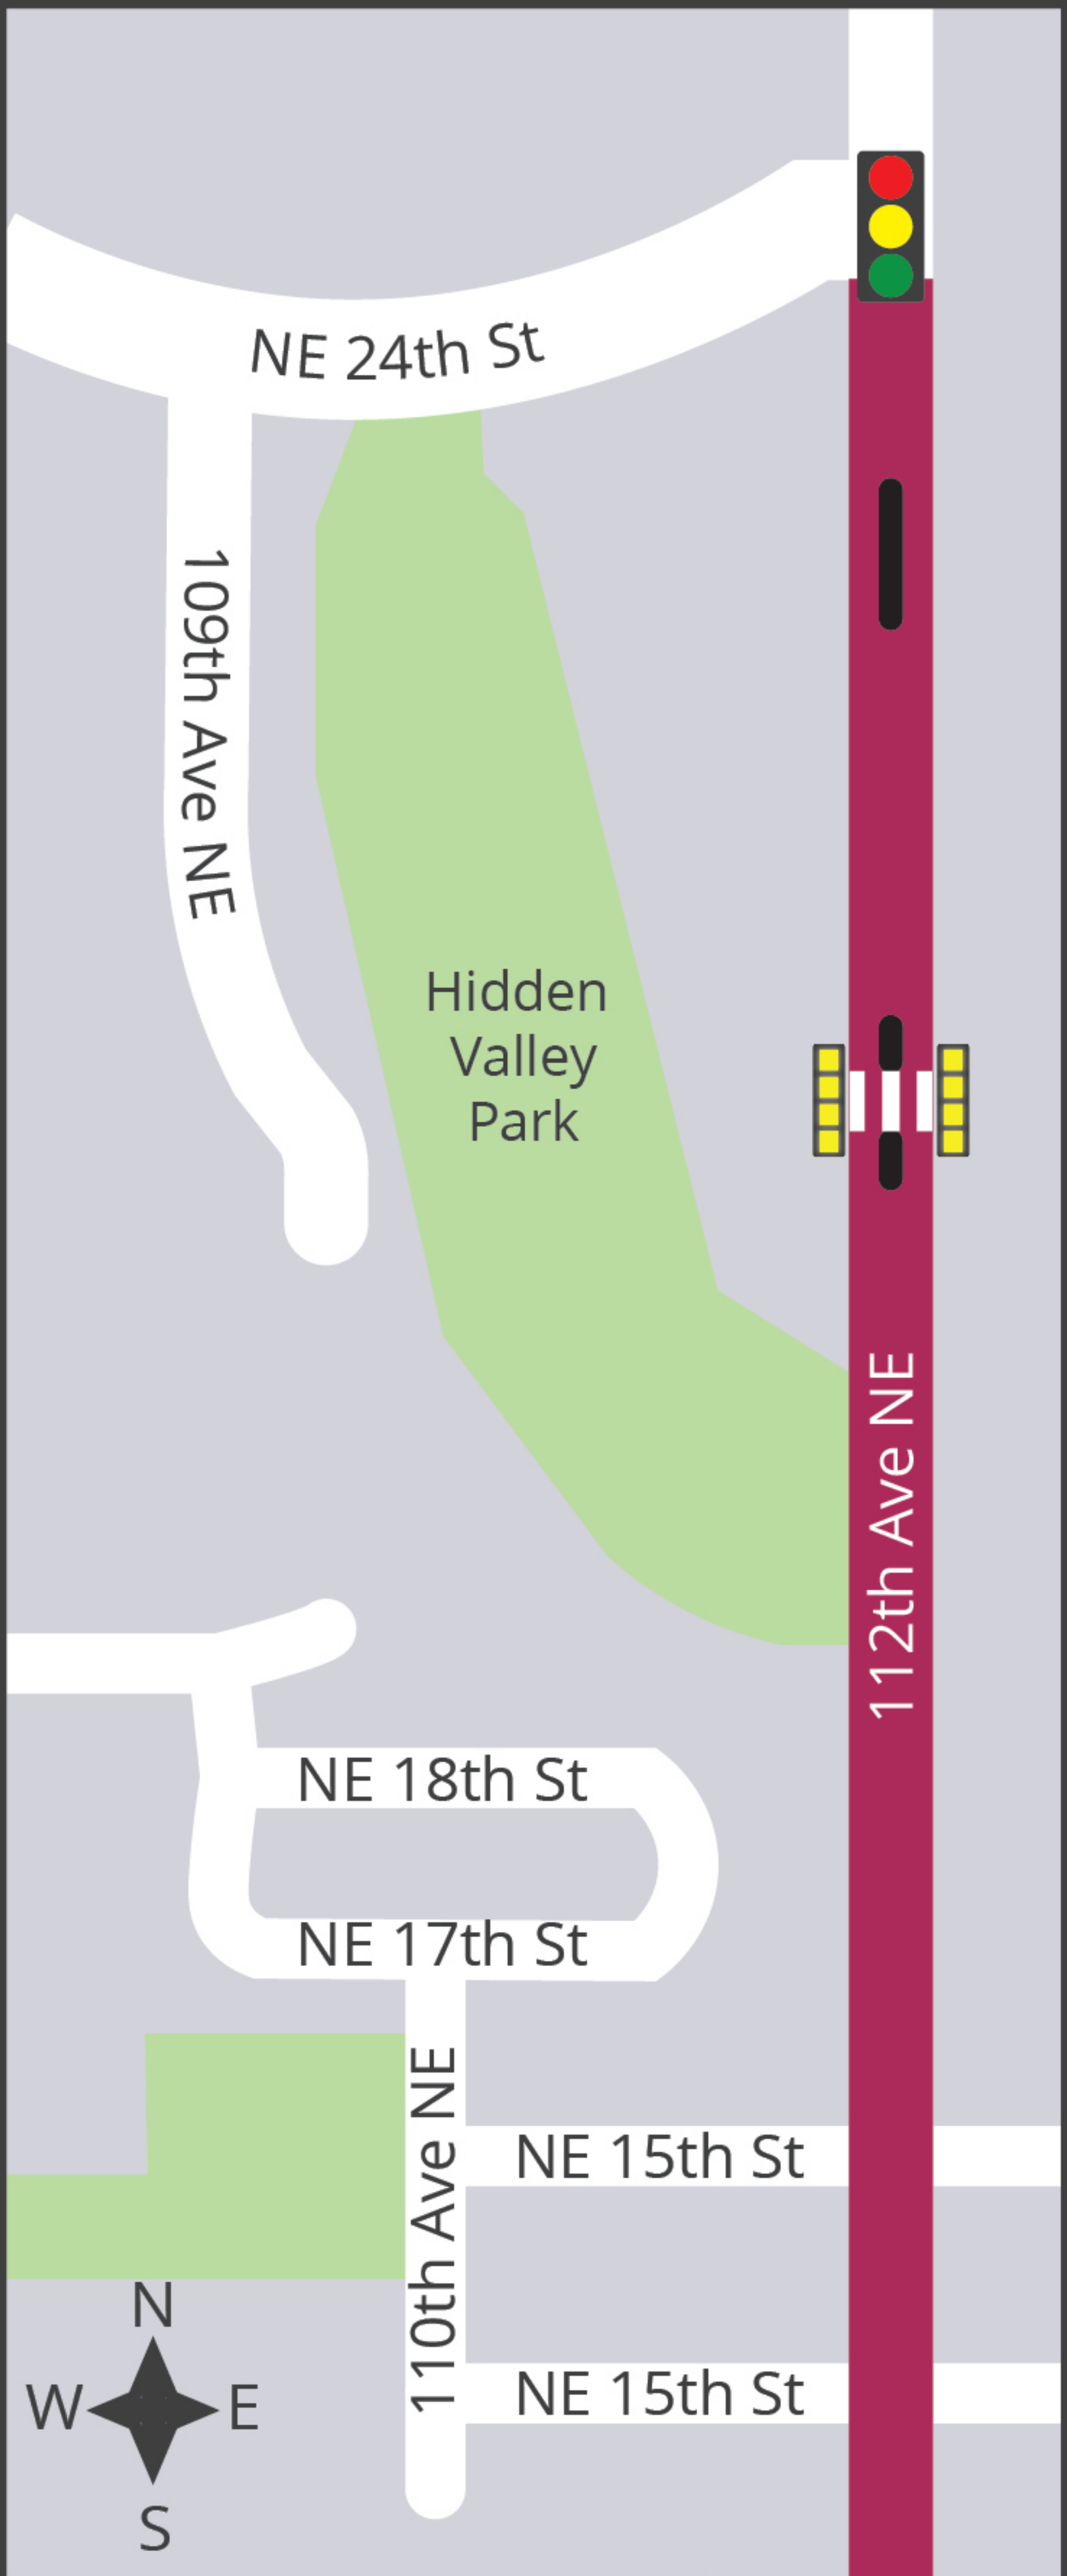 NE 24th St
109th Ave NE
Hidden
Valley
Park
112th Ave NE
NE 18th St
NE 17th St
110th Ave NE
NE 15th St
NE 15th St
N
W
E
S